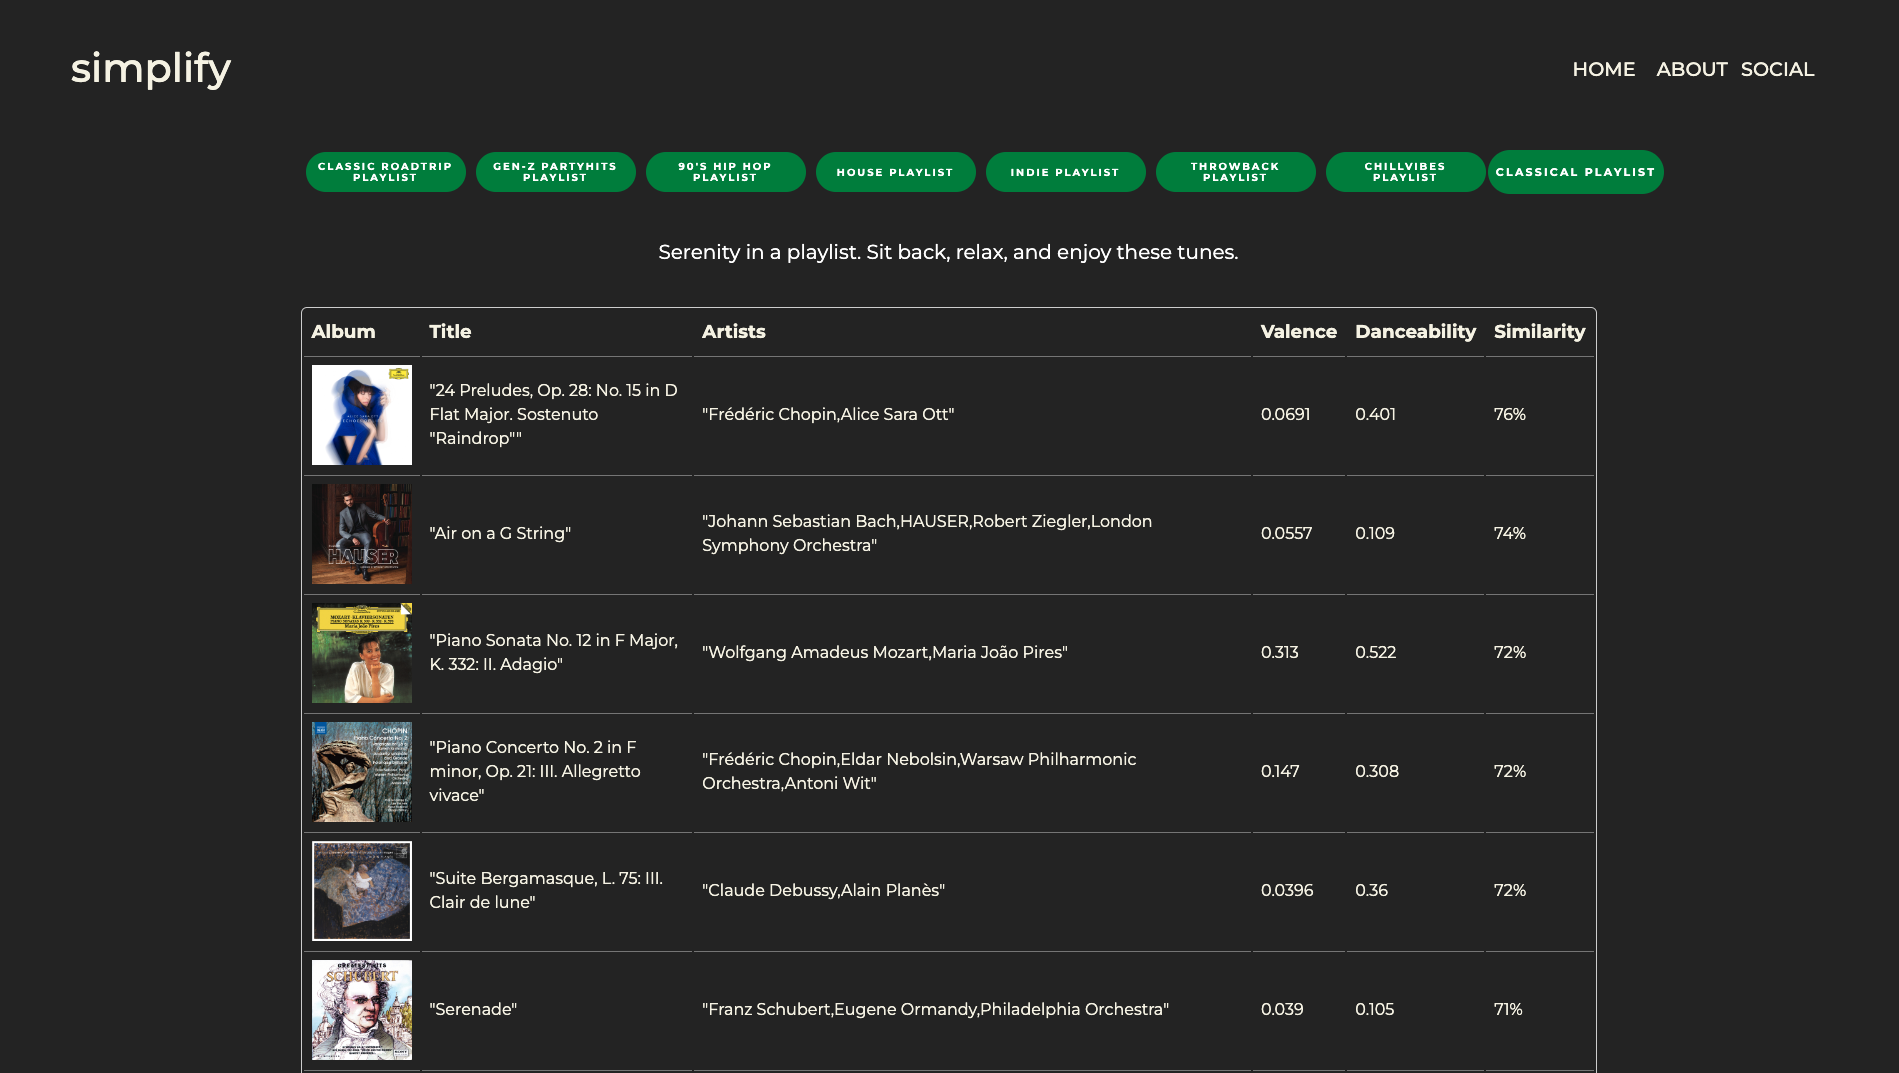 simplify
HOME ABOUT SOCIAL
CLASSIC ROADTRIP
PLAYLIST
GEN-Z PARTYHITS
PLAYLIST
90'S HIP HOP
PLAYLIST
HOUSE PLAYLIST
INDIE PLAYLIST
THROWBACK
PLAYLIST
CHILLVIBES
PLAYLIST
CLASSICAL PLAYLIST
Serenity in a playlist. Sit back, relax, and enjoy these tunes.
Album Title Artists Valence Danceability Similarity
"24 Preludes, Op. 28: No. 15 in D
Flat Major. Sostenuto
"Raindrop""
"Frédéric Chopin,Alice Sara Ott"
0.0691 0.401 76%
HAUSER
"Air on a G String"
"Johann Sebastian Bach,HAUSER,Robert Ziegler,London
Symphony Orchestra"
0.0557 0.109 74%
MOZART · KLAVIERSONATEN
"Piano Sonata No. 12 in F Major,
K. 332: II. Adagio"
"Wolfgang Amadeus Mozart,Maria João Pires"
0.313 0.522 72%
CHOPIN
Piano Concerto No. 2
"Piano Concerto No. 2 in F
minor, Op. 21: III. Allegretto
vivace"
"Frédéric Chopin,Eldar Nebolsin,Warsaw Philharmonic
Orchestra,Antoni Wit"
0.147 0.308 72%
"Suite Bergamasque, L. 75: III.
Clair de lune"
"Claude Debussy,Alain Planès"
0.0396 0.36 72%
GREATEST HITS
SCHUBERT
"Serenade"
"Franz Schubert,Eugene Ormandy,Philadelphia Orchestra"
0.039 0.105 71%